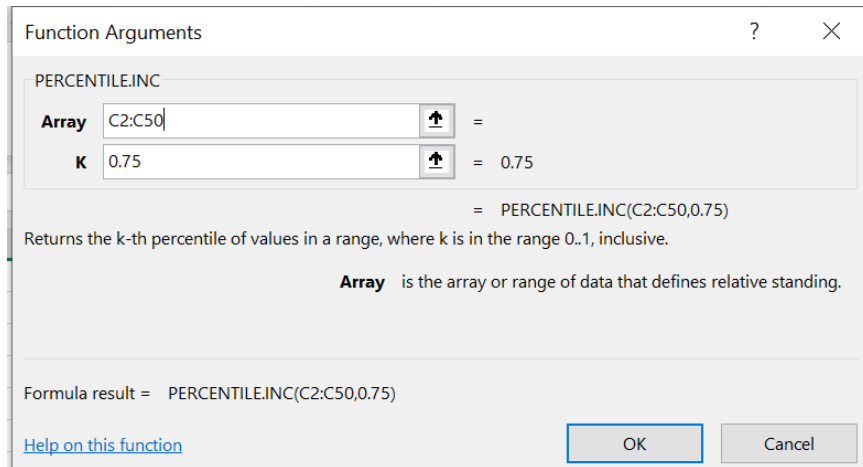 Function Arguments ?
PERCENTILE.INC
Array C2:C50 =
K 0.75 = 0.75
= PERCENTILE.INC(C2:C50,0.75)
Returns the k-th percentile of values in a range, where k is in the range 0..1, inclusive.
Array is the array or range of data that defines relative standing.
Formula result = PERCENTILE.INC(C2:C50,0.75)
Help on this function OK Cancel